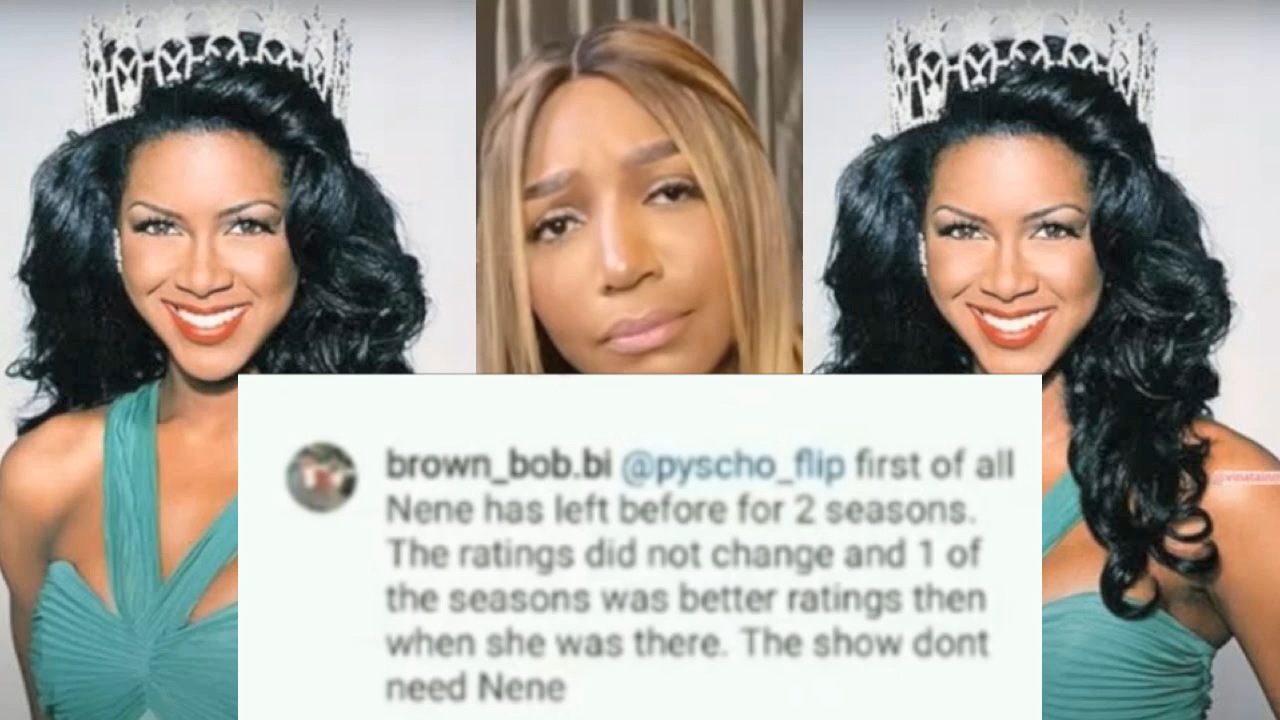 brown_bob.bi @pyscho_flip first of all
Nene has left before for 2 seasons.
The ratings did not change and 1 of
the seasons was better ratings then
when she was there. The show dont
need Nene